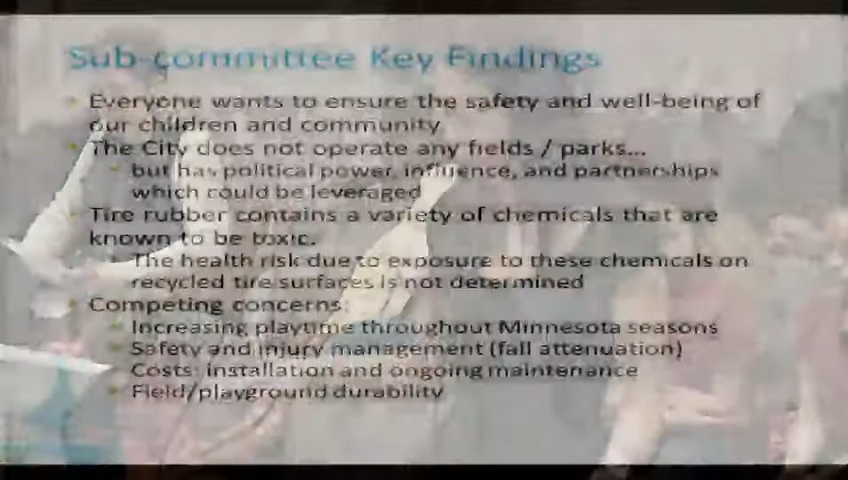 Sub-committee Key Findings
Everyone wants to ensure the safety and well-being of
our children and community
The City does not operate any fields / parks...
but has political power, influence, and partnerships
which could be leveraged
Tire rubber contains a variety of chemicals that are
known to be toxic.
The health risk due to exposure to these chemicals on
recycled tire surfaces is not determined
Competing concerns:
Increasing playtime throughout Minnesota seasons
Safety and injury management (fall attenuation)
Costs: installation and ongoing maintenance
Field/playground durability